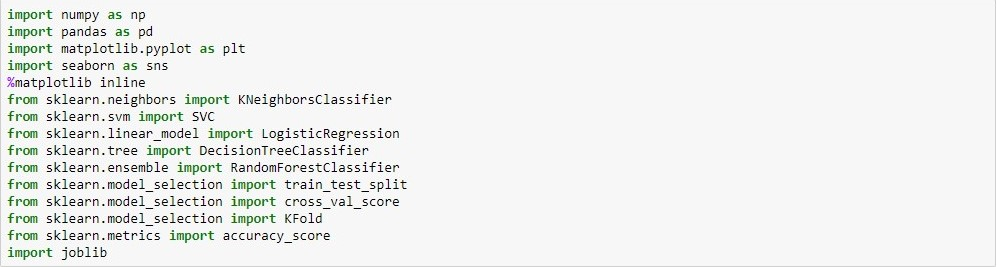 import numpy as np
import pandas as pd
import matplotlib.pyplot as plt
import seaborn as sns
%matplotlib inline
from sklearn.neighbors import KNeighborsClassifier
from sklearn.svm import SVC
from sklearn.linear_model import LogisticRegression
from sklearn.tree import DecisionTreeClassifier
from sklearn.ensemble import RandomForestClassifier
from sklearn.model_selection import train_test_split
from sklearn.model_selection import cross_val_score
from sklearn.model_selection import KFold
from sklearn.metrics import accuracy_score
import joblib